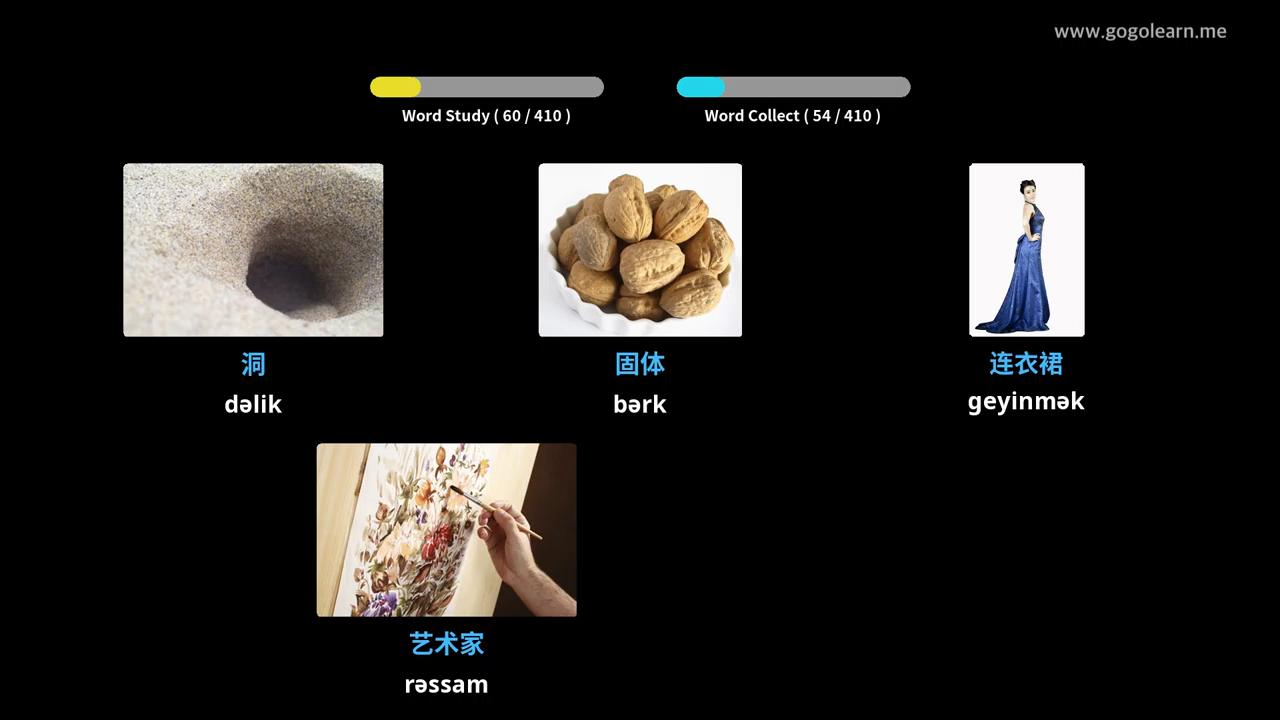 www.gogolearn.me
Word Study ( 60 / 410 )
Word Collect ( 54 / 410 )
洞
dəlik
固体
bərk
连衣裙
geyinmək
艺术家
rəssam